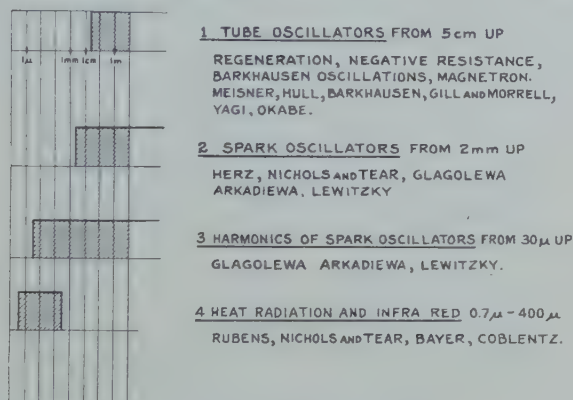 1 TUBE OSCILLATORS FROM 5cm UP
1μ 1mm 1cm 1m
REGENERATION, NEGATIVE RESISTANCE,
BARKHAUSEN OSCILLATIONS, MAGNETRON.
MEISNER, HULL, BARKHAUSEN, GILL AND MORRELL,
YAGI, OKABE.
2 SPARK OSCILLATORS FROM 2mm UP
HERZ, NICHOLS AND TEAR, GLAGOLEWA
ARKADIEWA, LEWITZKY
3 HARMONICS OF SPARK OSCILLATORS FROM 30μ UP
GLAGOLEWA ARKADIEWA, LEWITZKY.
4 HEAT RADIATION AND INFRA RED 0.7μ - 400μ
RUBENS, NICHOLS AND TEAR, BAYER, COBLENTZ.